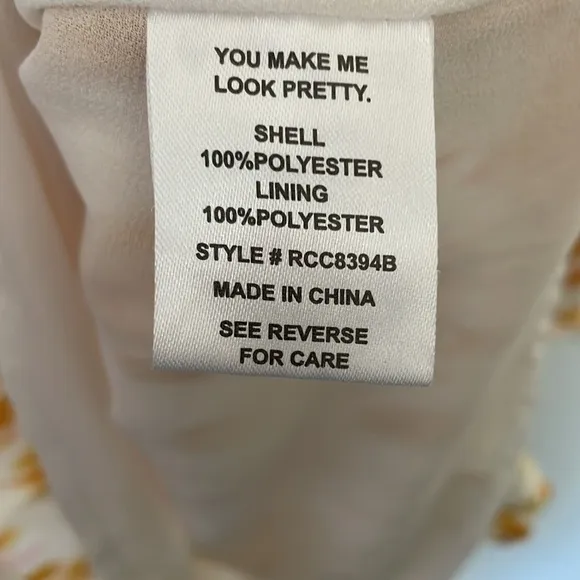 YOU MAKE ME
LOOK PRETTY.
SHELL
100%POLYESTER
LINING
100%POLYESTER
STYLE # RCC8394B
MADE IN CHINA
SEE REVERSE
FOR CARE